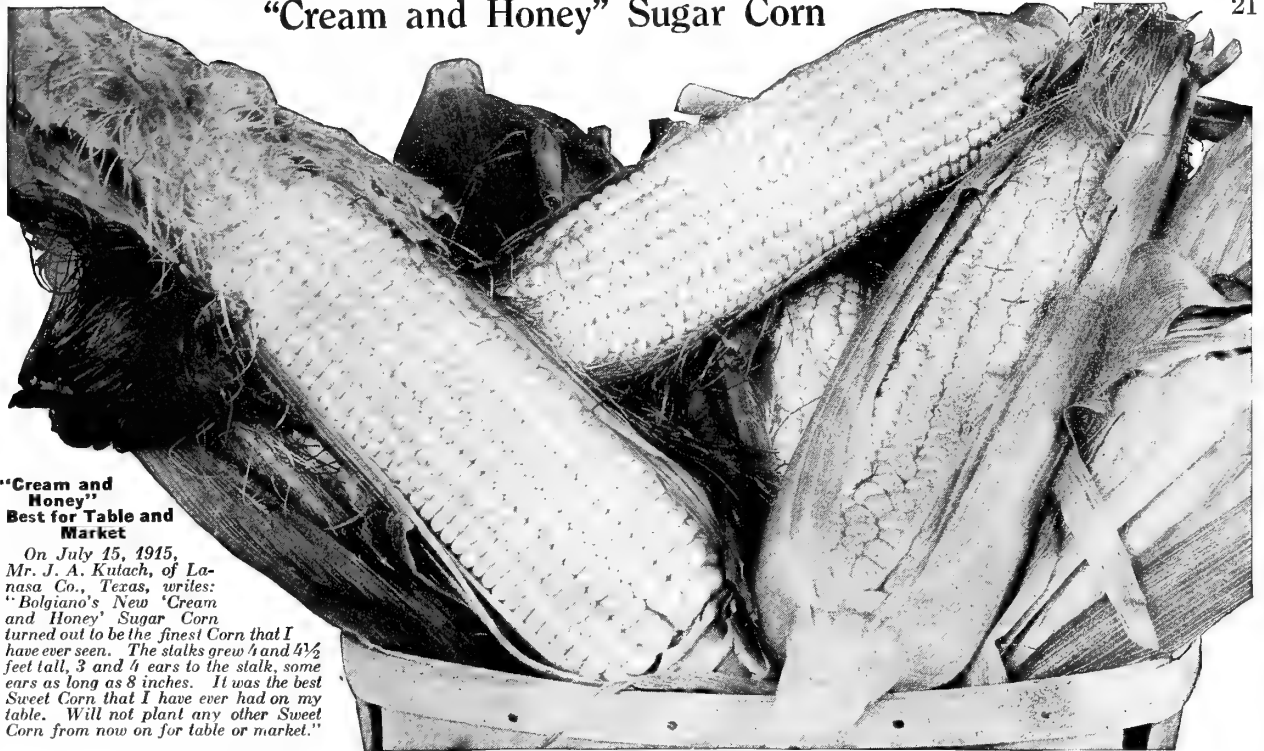 “Cream and Honey” Sugar Corn
21
“Cream and
Honey”
Best for Table and
Market
On July 15, 1915,
Mr. J. A. Kutach, of La-
nasa Co., Texas, writes:
“Bolgiano's New ‘Cream
and Honey’ Sugar Corn
turned out to be the finest Corn that I
have ever seen. The stalks grew 4 and 4½
feet tall, 3 and 4 ears to the stalk, some
ears as long as 8 inches. It was the best
Sweet Corn that I have ever had on my
table. Will not plant any other Sweet
Corn from now on for table or market.”